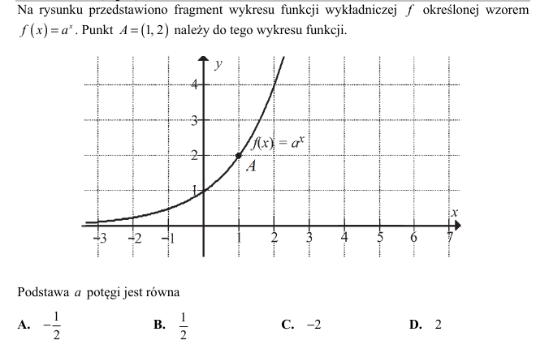 Na rysunku przedstawiono fragment wykresu funkcji wykładniczej f określonej wzorem
f(x) = aˣ. Punkt A = (1, 2) należy do tego wykresu funkcji.
y
4
3
f(x) = aˣ
2
A
1
x
-3 -2 -1 1 2 3 4 5 6 7
Podstawa a potęgi jest równa
A. -1/2 B. 1/2 C. -2 D. 2